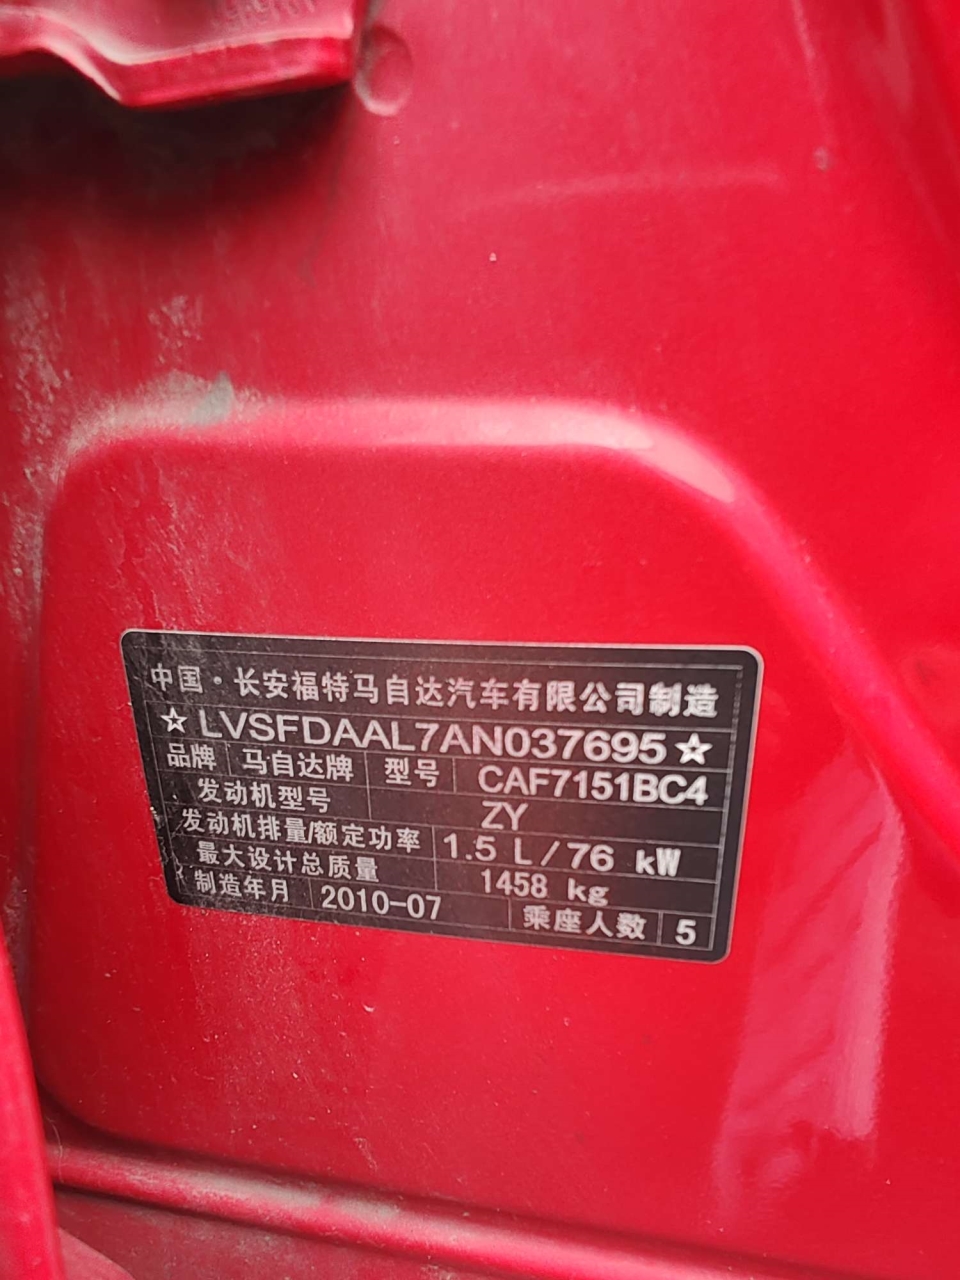 中国·长安福特马自达汽车有限公司制造
☆LVSFDAAL7AN037695☆
品牌 马自达牌 型号 CAF7151BC4
发动机型号 ZY
发动机排量/额定功率 1.5 L/76 kW
最大设计总质量 1458 kg
制造年月 2010-07 乘座人数 5